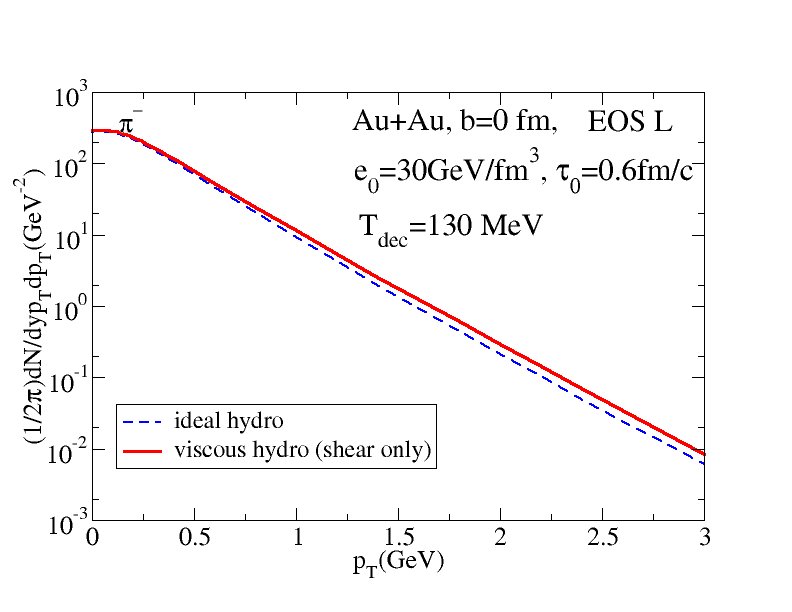 10³
π⁻ Au+Au, b=0 fm, EOS L
10²
e₀=30GeV/fm³, τ₀=0.6fm/c
10¹
T_dec=130 MeV
10⁰
10⁻¹
10⁻²
10⁻³
(1/2π)dN/dyp_Tdp_T(GeV⁻²)
ideal hydro
viscous hydro (shear only)
0 0.5 1 1.5 2 2.5 3
p_T(GeV)